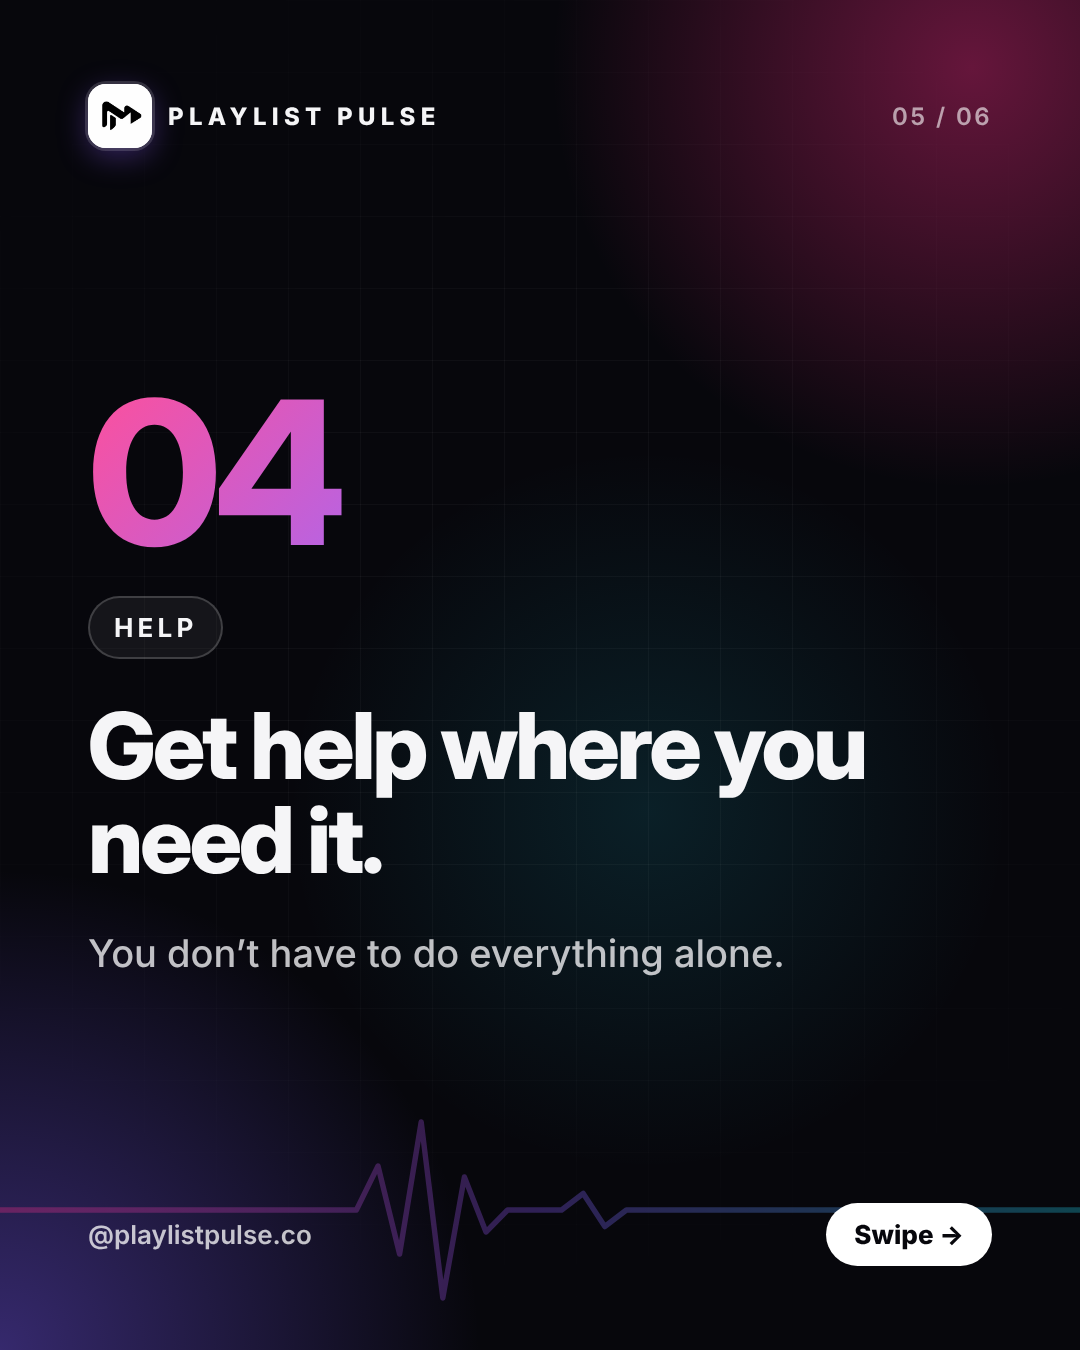 PLAYLIST PULSE
05 / 06
04
HELP
Get help where you
need it.
You don’t have to do everything alone.
@playlistpulse.co
Swipe →